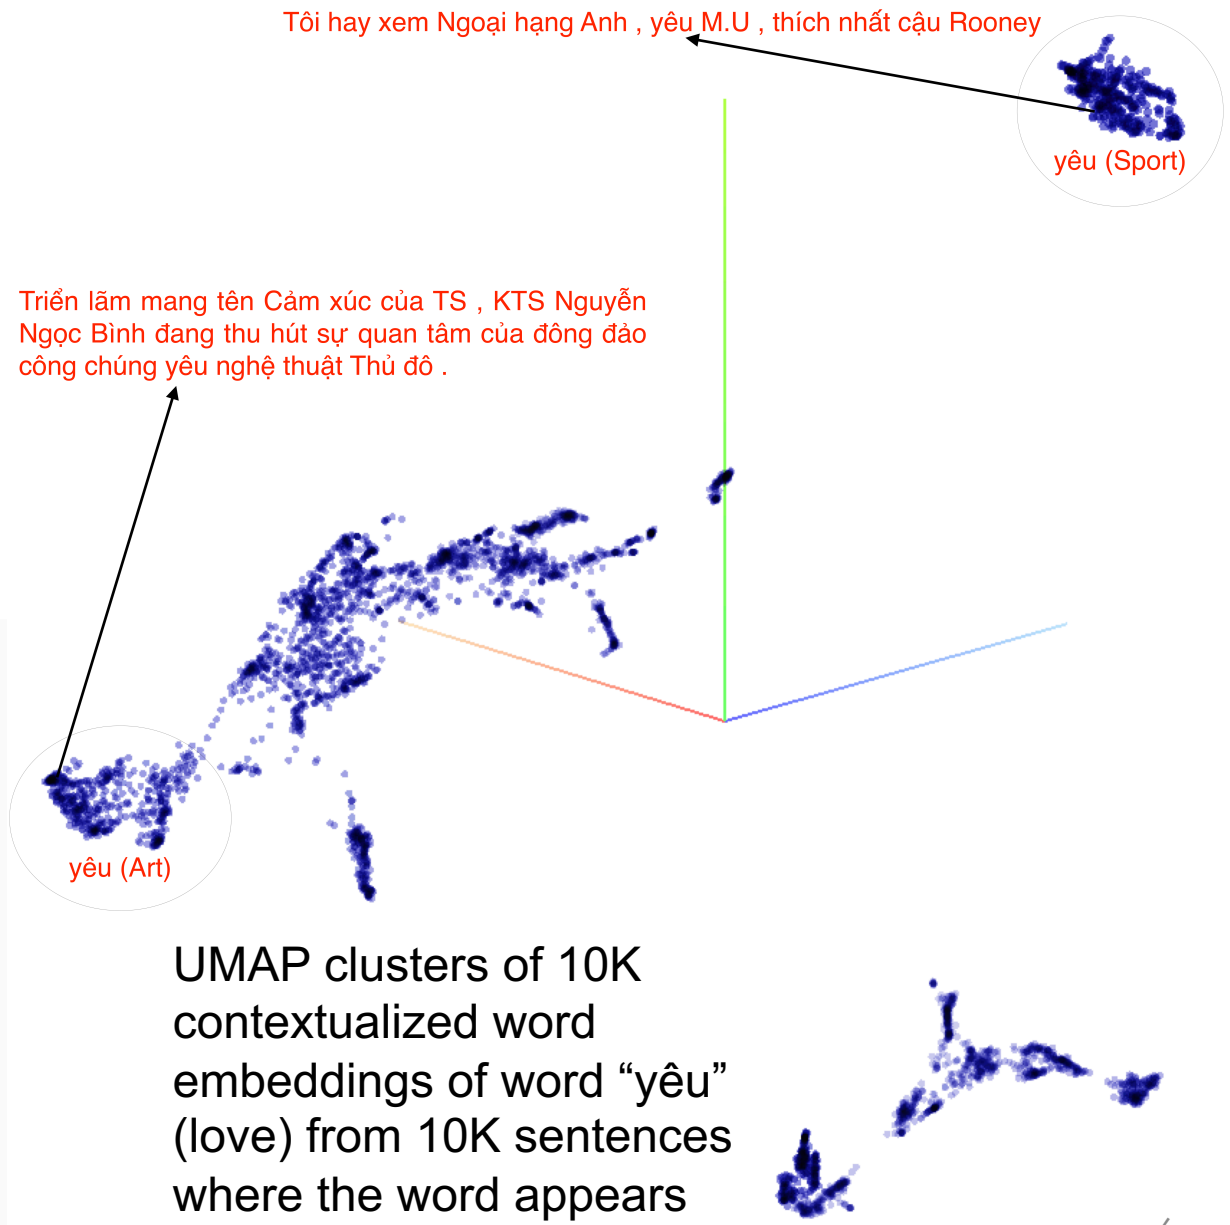 Tôi hay xem Ngoại hạng Anh , yêu M.U , thích nhất cậu Rooney
yêu (Sport)
Triển lãm mang tên Cảm xúc của TS , KTS Nguyễn
Ngọc Bình đang thu hút sự quan tâm của đông đảo
công chúng yêu nghệ thuật Thủ đô .
yêu (Art)
UMAP clusters of 10K
contextualized word
embeddings of word “yêu”
(love) from 10K sentences
where the word appears